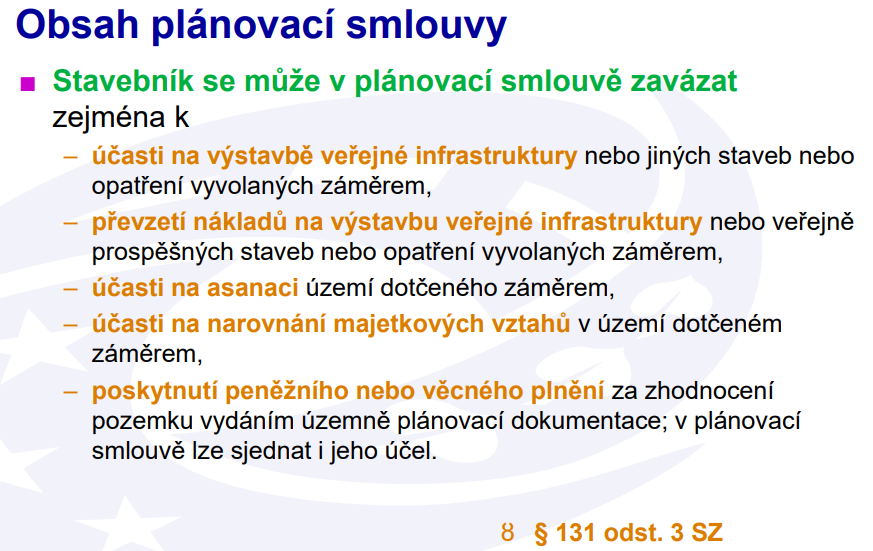 Obsah plánovací smlouvy
■ Stavebník se může v plánovací smlouvě zavázat
zejména k
– účasti na výstavbě veřejné infrastruktury nebo jiných staveb nebo
opatření vyvolaných záměrem,
– převzetí nákladů na výstavbu veřejné infrastruktury nebo veřejně
prospěšných staveb nebo opatření vyvolaných záměrem,
– účasti na asanaci území dotčeného záměrem,
– účasti na narovnání majetkových vztahů v území dotčeném
záměrem,
– poskytnutí peněžního nebo věcného plnění za zhodnocení
pozemku vydáním územně plánovací dokumentace; v plánovací
smlouvě lze sjednat i jeho účel.
8 § 131 odst. 3 SZ